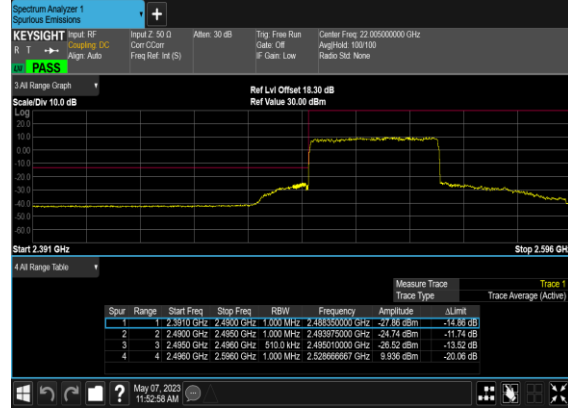 Spectrum Analyzer 1
Spurious Emissions
KEYSIGHT Input: RF Input Z: 50 Ω Atten: 30 dB Trig: Free Run Center Freq: 22.005000000 GHz
R T Coupling: DC Corr CCorr Gate: Off Avg|Hold: 100/100
Align: Auto Freq Ref: Int (S) IF Gain: Low Radio Std: None
PASS
3 All Range Graph
Ref Lvl Offset 18.30 dB
Scale/Div 10.0 dB Ref Value 30.00 dBm
Log
20.0
10.0
0.00
-10.0
-20.0
-30.0
-40.0
-50.0
-60.0
Start 2.391 GHz Stop 2.596 GH
4 All Range Table
Measure Trace Trace 1
Trace Type Trace Average (Active)
Spur Range Start Freq Stop Freq RBW Frequency Amplitude ΔLimit
1 1 2.3910 GHz 2.4900 GHz 1.000 MHz 2.488350000 GHz -27.86 dBm -14.86 dB
2 2 2.4900 GHz 2.4950 GHz 1.000 MHz 2.493975000 GHz -24.74 dBm -11.74 dB
3 3 2.4950 GHz 2.4960 GHz 510.0 kHz 2.495010000 GHz -26.52 dBm -13.52 dB
4 4 2.4960 GHz 2.5960 GHz 1.000 MHz 2.528666667 GHz 9.936 dBm -20.06 dB
? May 07, 2023
11:52:58 AM